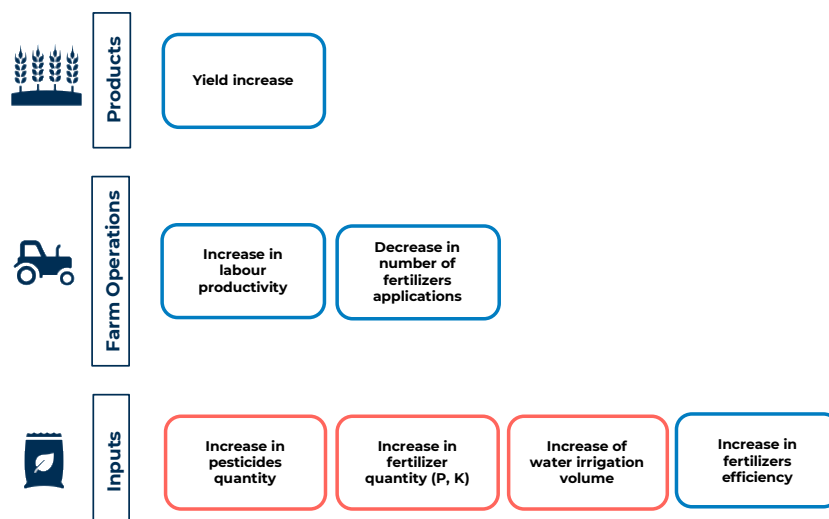 Products
Yield increase
Farm Operations
Increase in
labour
productivity
Decrease in
number of
fertilizers
applications
Inputs
Increase in
pesticides
quantity
Increase in
fertilizer
quantity (P, K)
Increase of
water irrigation
volume
Increase in
fertilizers
efficiency